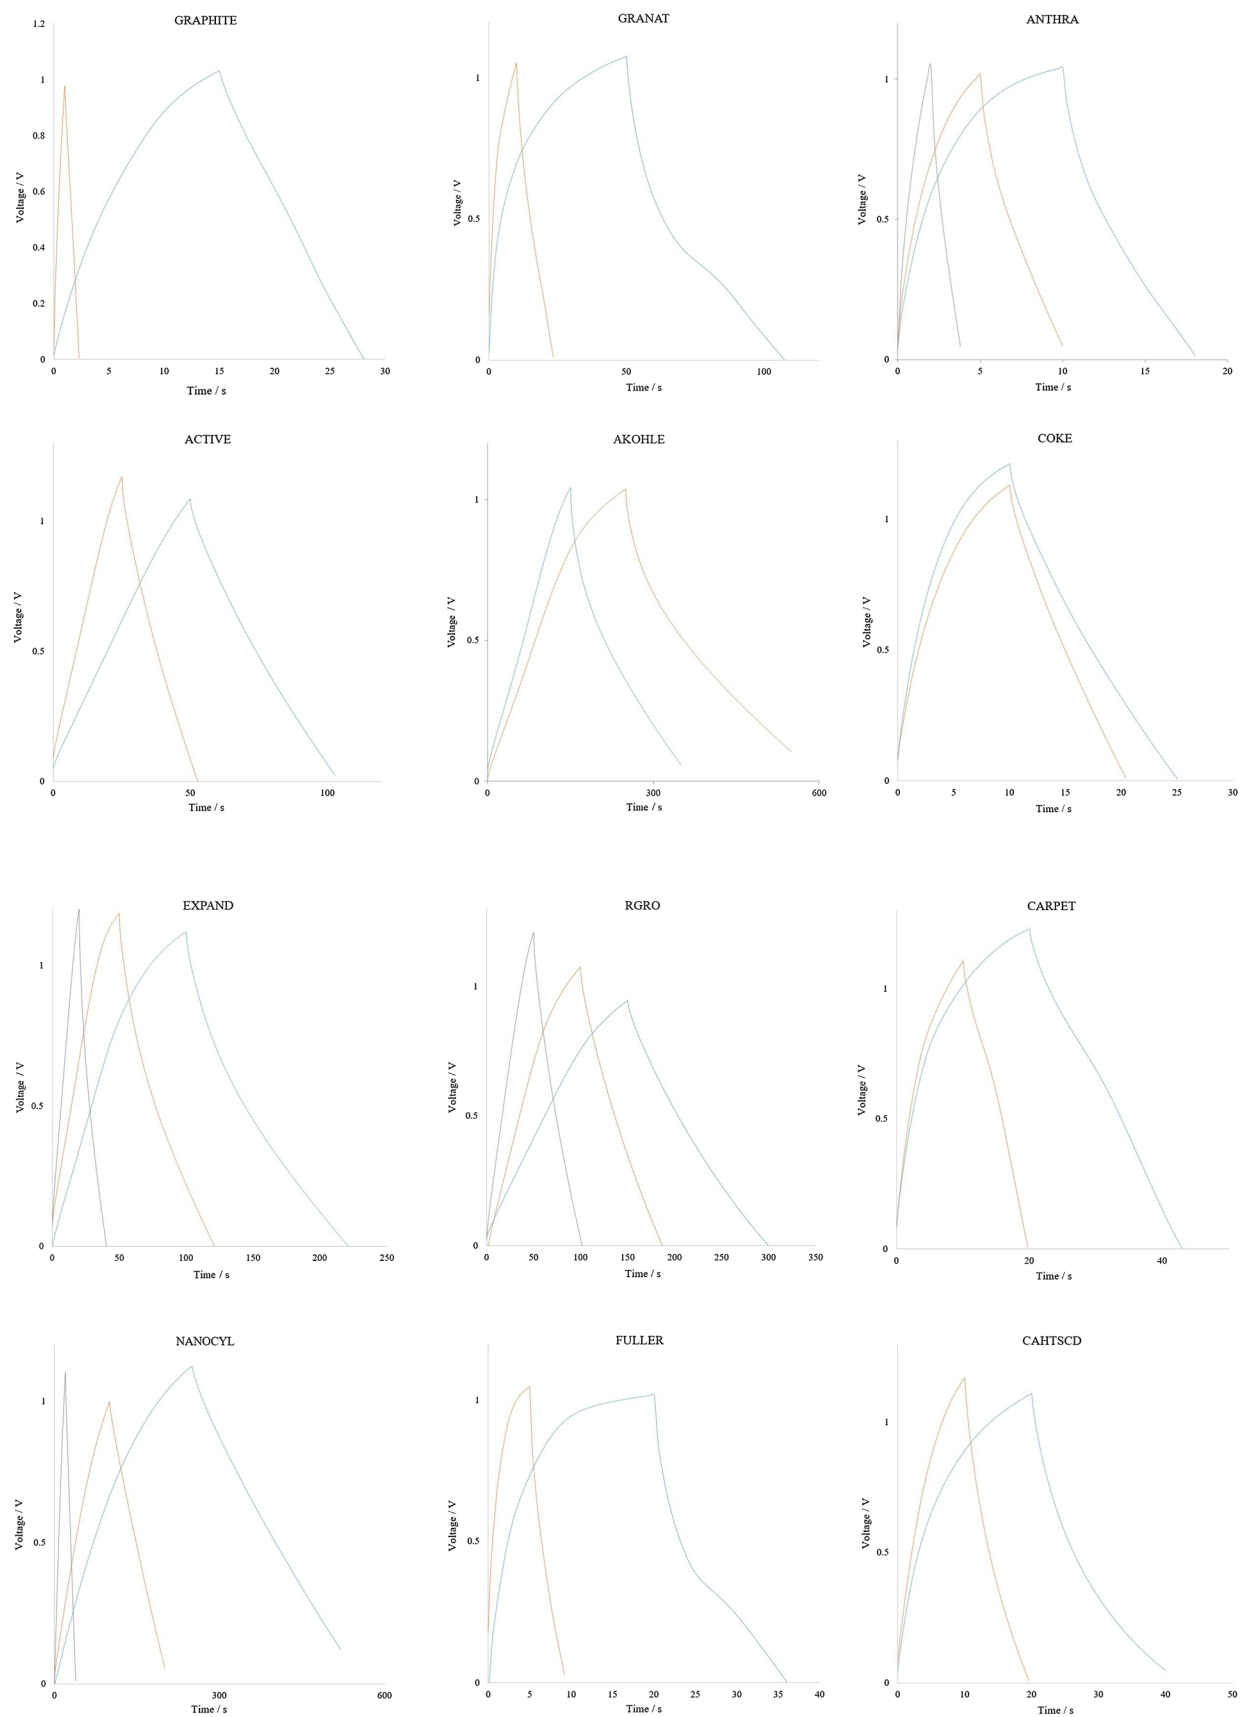 GRAPHITE
1.2
1
0.8
0.6
0.4
0.2
0
Voltage / V
0 5 10 15 20 25 30
Time / s
GRANAT
1
0.5
0
Voltage / V
0 50 100
Time / s
ANTHRA
1
0.5
0
Voltage / V
0 5 10 15 20
Time / s
ACTIVE
1
0.5
0
Voltage / V
0 50 100
Time / s
AKOHLE
1
0.5
0
Voltage / V
0 300 600
Time / s
COKE
1
0.5
0
Voltage / V
0 5 10 15 20 25 30
Time / s
EXPAND
1
0.5
0
Voltage / V
0 50 100 150 200 250
Time / s
RGRO
1
0.5
0
Voltage / V
0 50 100 150 200 250 300 350
Time / s
CARPET
1
0.5
0
Voltage / V
0 20 40
Time / s
NANOCYL
1
0.5
0
Voltage / V
0 300 600
Time / s
FULLER
1
0.5
0
Voltage / V
0 5 10 15 20 25 30 35 40
Time / s
CAHTSCD
1
0.5
0
Voltage / V
0 10 20 30 40 50
Time / s